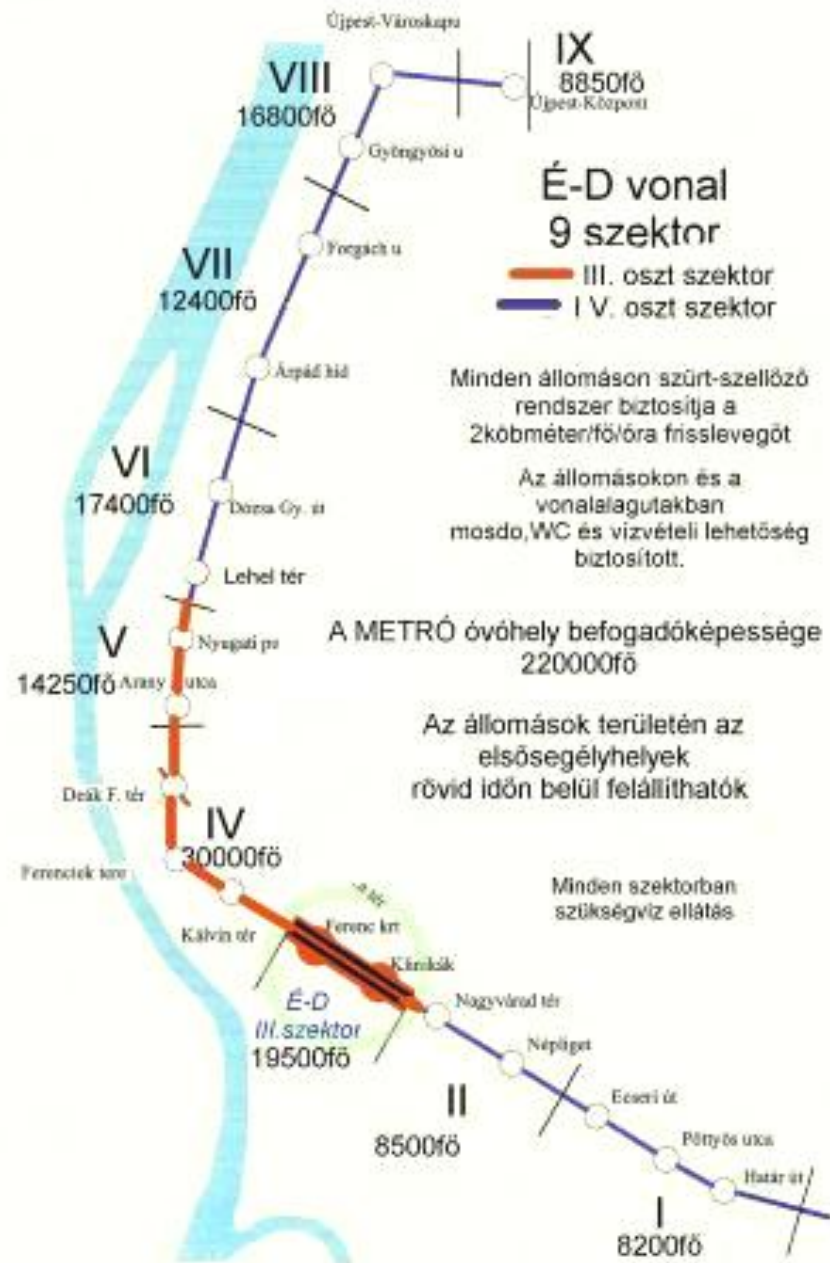 Újpest-Városkapu
IX
8850fő
Újpest-Központ
VIII
16800fő
Gyöngyösi u
É-D vonal
9 szektor
III. oszt szektor
I V. oszt szektor
Forgách u
VII
12400fő
Árpád híd
Minden állomáson szűrt-szellőző
rendszer biztosítja a
2köbméter/fő/óra frisslevegőt
VI
17400fő
Az állomásokon és a
vonalalagutakban
mosdo,WC és vízvételi lehetőség
biztosított.
Dózsa Gy. út
Lehel tér
V
14250fő
Nyugati pu
Arany utca
A METRÓ óvóhely befogadóképessége
220000fő
Az állomások területén az
elsősegélyhelyek
rövid időn belül felállíthatók
Deák F. tér
IV
30000fő
Ferenciek tere
Minden szektorban
szükségvíz ellátás
a tér
Kálvin tér
Ferenc krt
Klinikák
É-D
III.szektor
19500fő
Nagyvárad tér
Népliget
II
8500fő
Ecseri út
Pöttyös utca
Határ út
I
8200fő